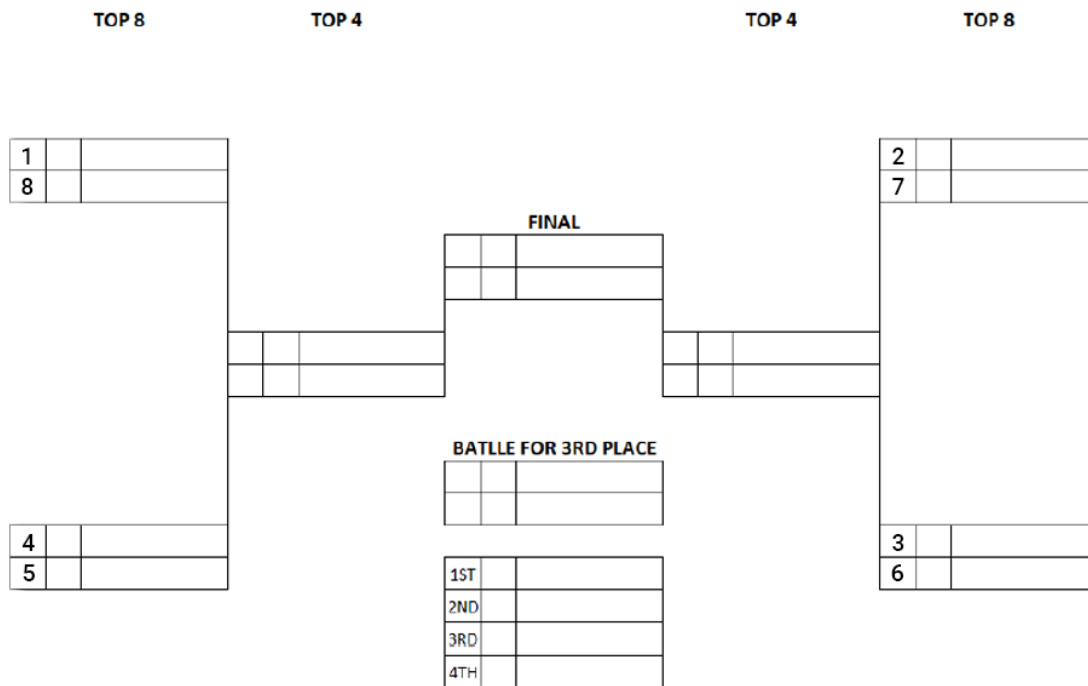 TOP 8 TOP 4 TOP 4 TOP 8
1 2
8 7
FINAL
BATLLE FOR 3RD PLACE
4 3
5 6
1ST
2ND
3RD
4TH